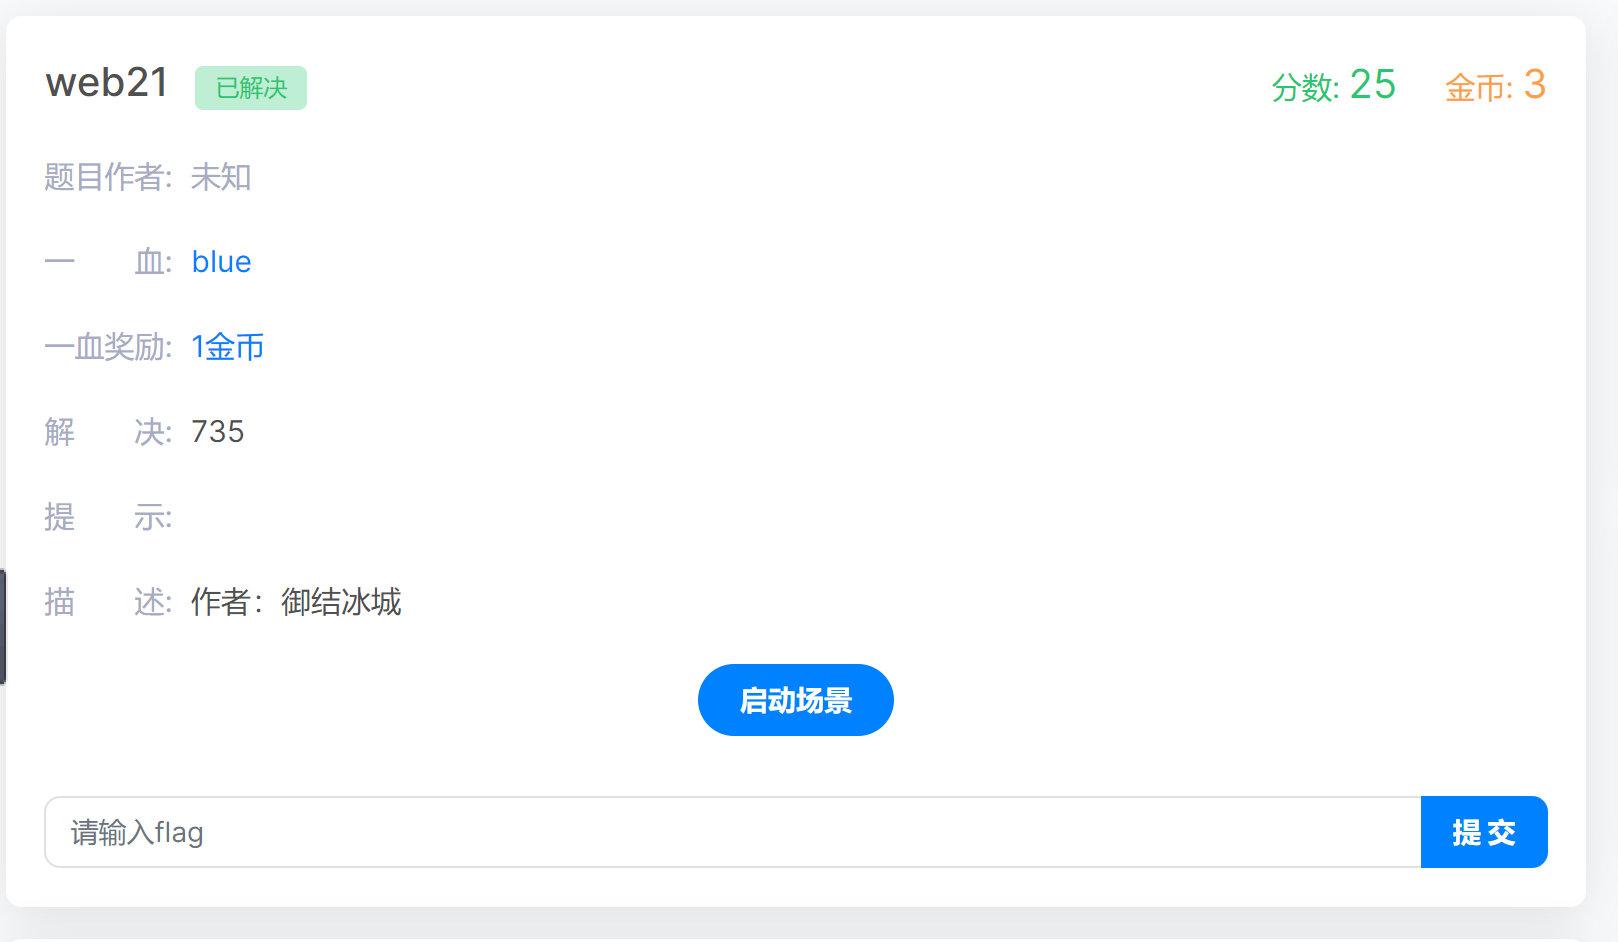 web21 已解决 分数: 25 金币: 3
题目作者: 未知
一 血: blue
一血奖励: 1金币
解 决: 735
提 示:
描 述: 作者：御结冰城
启动场景
请输入flag 提 交